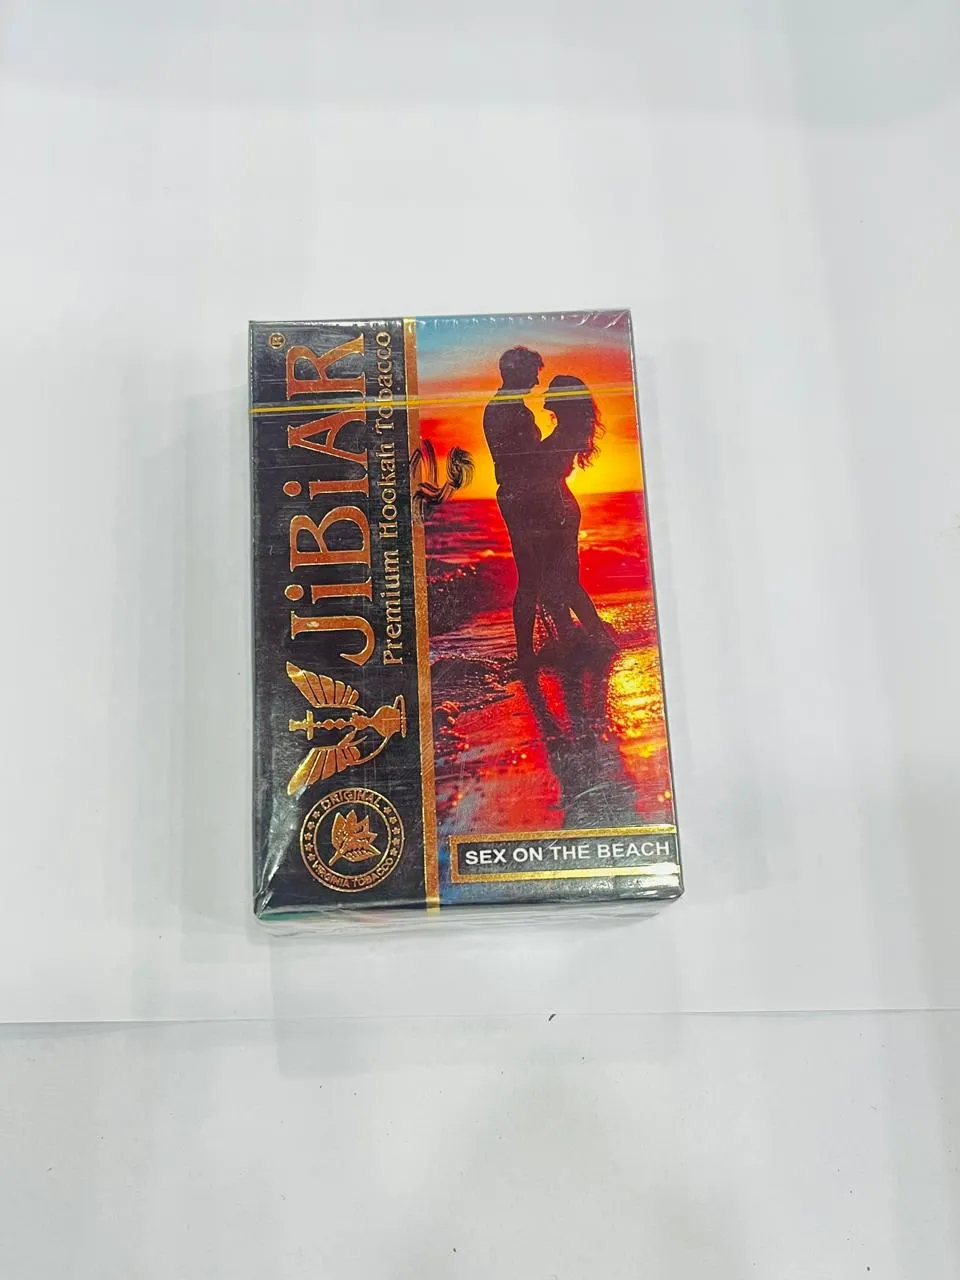 JiBiAR®
Premium Hookah Tobacco
ORIGINAL
VIRGINIA TOBACCO
SEX ON THE BEACH